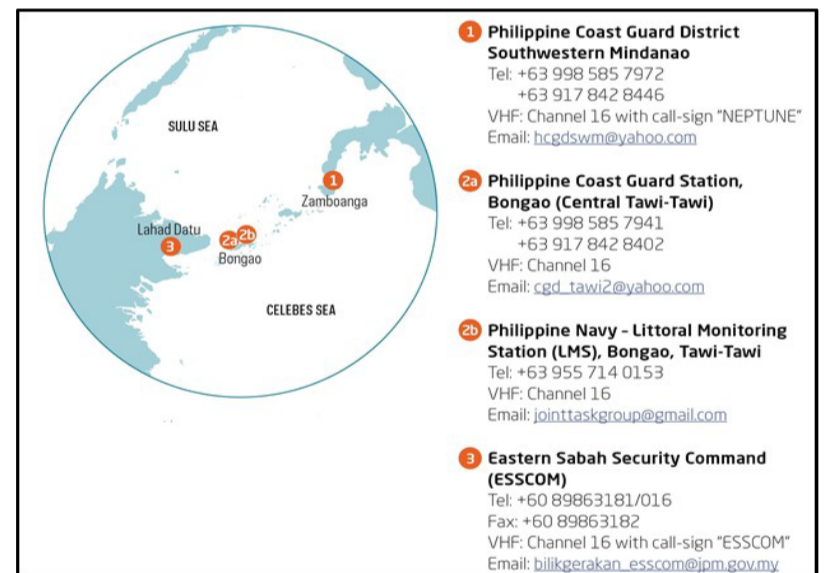 SULU SEA
1
Zamboanga
Lahad Datu
3
2a
2b
Bongao
CELEBES SEA
1 Philippine Coast Guard District
Southwestern Mindanao
Tel: +63 998 585 7972
+63 917 842 8446
VHF: Channel 16 with call-sign "NEPTUNE"
Email: hcgdswm@yahoo.com
2a Philippine Coast Guard Station,
Bongao (Central Tawi-Tawi)
Tel: +63 998 585 7941
+63 917 842 8402
VHF: Channel 16
Email: cgd_tawi2@yahoo.com
2b Philippine Navy - Littoral Monitoring
Station (LMS), Bongao, Tawi-Tawi
Tel: +63 955 714 0153
VHF: Channel 16
Email: jointtaskgroup@gmail.com
3 Eastern Sabah Security Command
(ESSCOM)
Tel: +60 89863181/016
Fax: +60 89863182
VHF: Channel 16 with call-sign "ESSCOM"
Email: bilikgerakan_esscom@jpm.gov.my